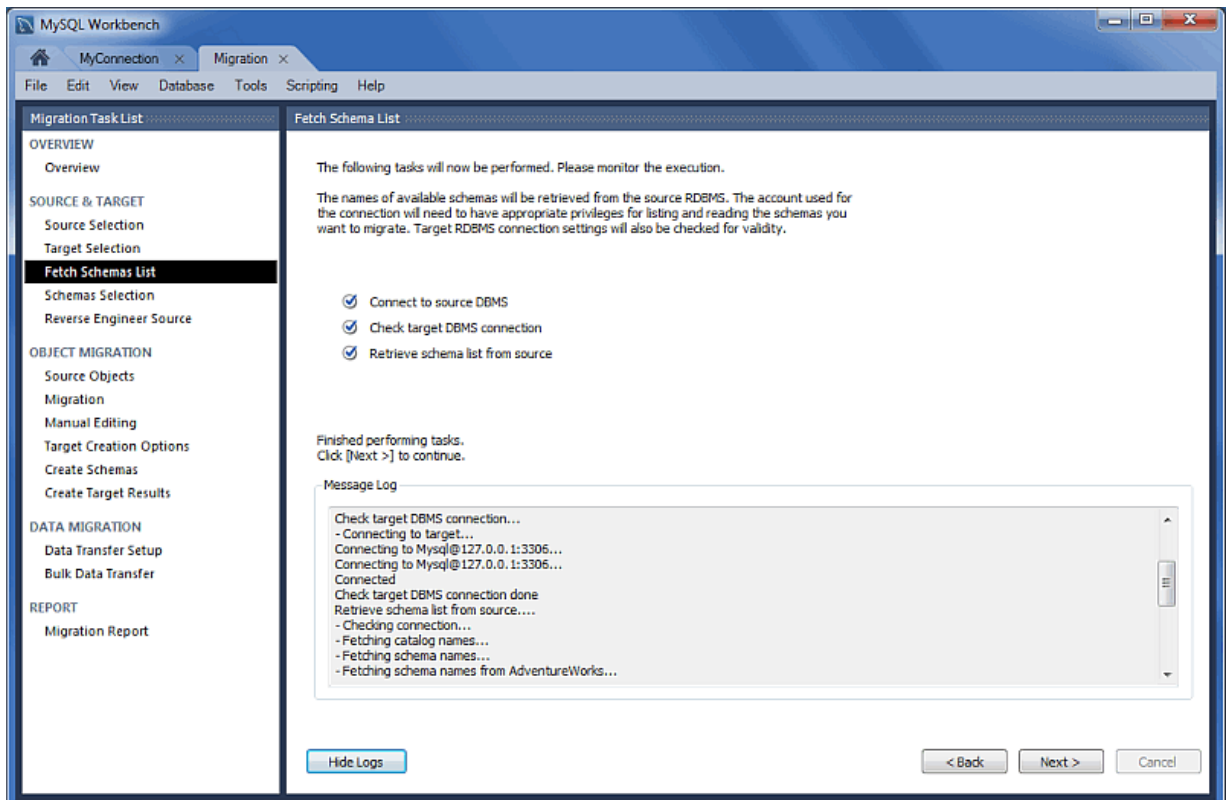 MySQL Workbench
MyConnection
Migration
File Edit View Database Tools Scripting Help
Migration Task List
OVERVIEW
Overview
SOURCE & TARGET
Source Selection
Target Selection
Fetch Schemas List
Schemas Selection
Reverse Engineer Source
OBJECT MIGRATION
Source Objects
Migration
Manual Editing
Target Creation Options
Create Schemas
Create Target Results
DATA MIGRATION
Data Transfer Setup
Bulk Data Transfer
REPORT
Migration Report
Fetch Schema List
The following tasks will now be performed. Please monitor the execution.
The names of available schemas will be retrieved from the source RDBMS. The account used for
the connection will need to have appropriate privileges for listing and reading the schemas you
want to migrate. Target RDBMS connection settings will also be checked for validity.
Connect to source DBMS
Check target DBMS connection
Retrieve schema list from source
Finished performing tasks.
Click [Next >] to continue.
Message Log
Check target DBMS connection...
- Connecting to target...
Connecting to Mysql@127.0.0.1:3306...
Connecting to Mysql@127.0.0.1:3306...
Connected
Check target DBMS connection done
Retrieve schema list from source....
- Checking connection...
- Fetching catalog names...
- Fetching schema names...
- Fetching schema names from AdventureWorks...
Hide Logs
< Back
Next >
Cancel